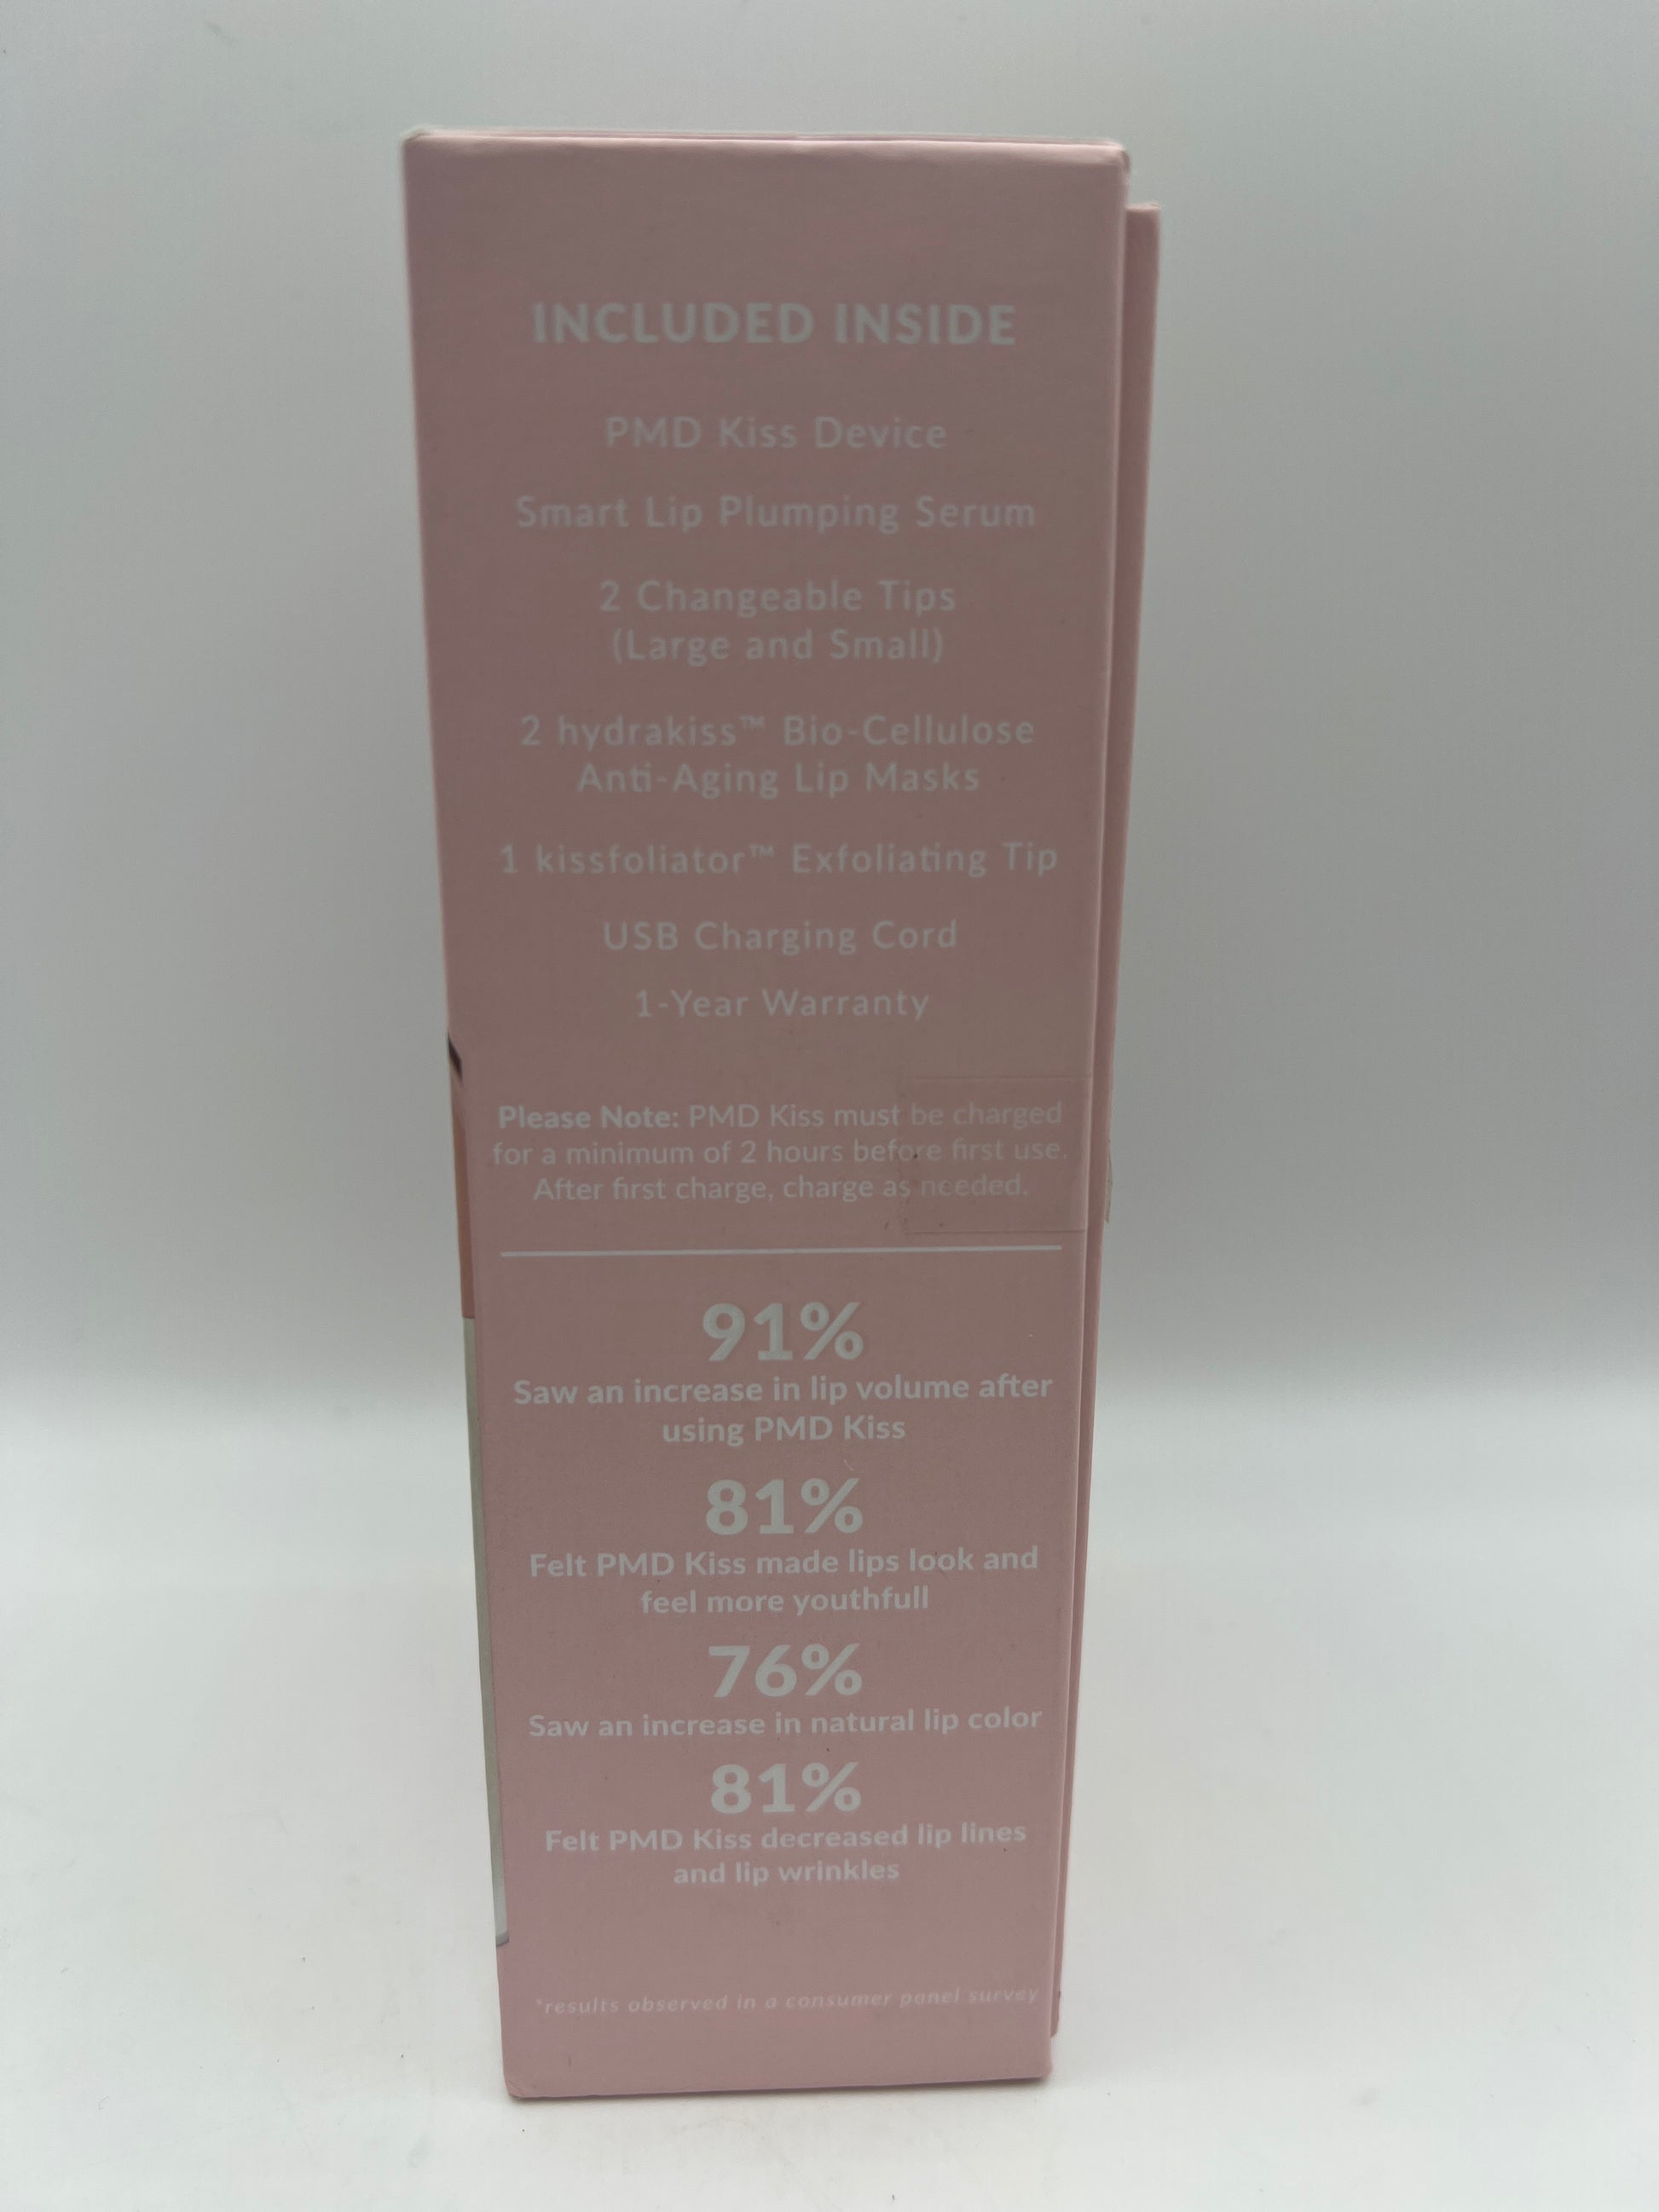 INCLUDED INSIDE
PMD Kiss Device
Smart Lip Plumping Serum
2 Changeable Tips
(Large and Small)
2 hydrakiss™ Bio-Cellulose
Anti-Aging Lip Masks
1 kissfoliator™ Exfoliating Tip
USB Charging Cord
1-Year Warranty
Please Note: PMD Kiss must be charged
for a minimum of 2 hours before first use.
After first charge, charge as needed.
91%
Saw an increase in lip volume after
using PMD Kiss
81%
Felt PMD Kiss made lips look and
feel more youthfull
76%
Saw an increase in natural lip color
81%
Felt PMD Kiss decreased lip lines
and lip wrinkles
*results observed in a consumer panel survey